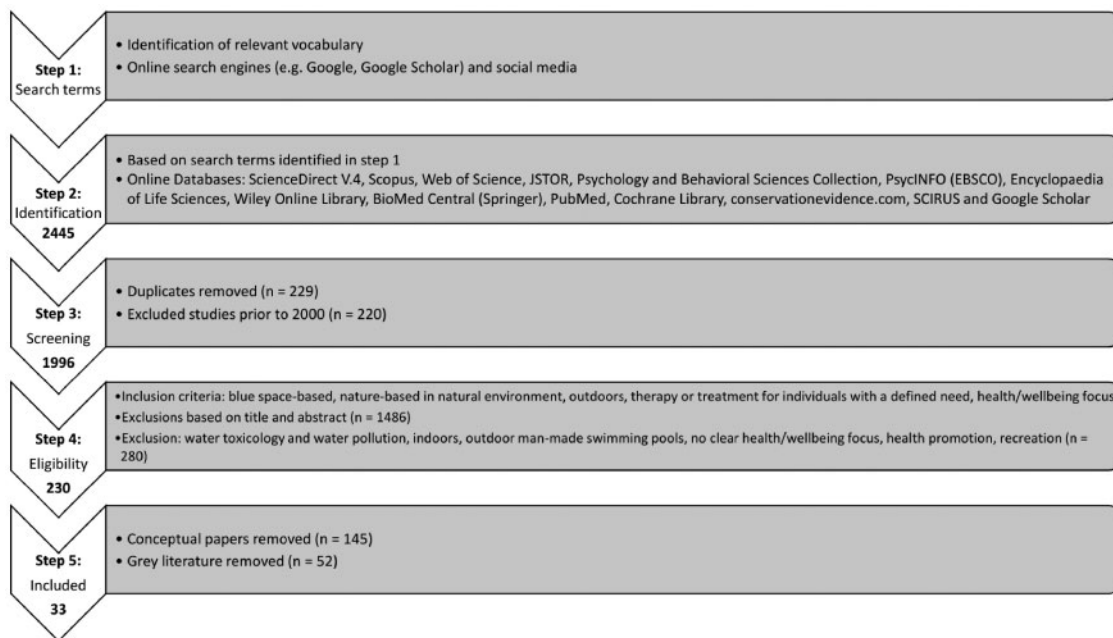 Step 1:
Search terms
• Identification of relevant vocabulary
• Online search engines (e.g. Google, Google Scholar) and social media
Step 2:
Identification
2445
• Based on search terms identified in step 1
• Online Databases: ScienceDirect V.4, Scopus, Web of Science, JSTOR, Psychology and Behavioral Sciences Collection, PsycINFO (EBSCO), Encyclopaedia
of Life Sciences, Wiley Online Library, BioMed Central (Springer), PubMed, Cochrane Library, conservationevidence.com, SCIRUS and Google Scholar
Step 3:
Screening
1996
• Duplicates removed (n = 229)
• Excluded studies prior to 2000 (n = 220)
Step 4:
Eligibility
230
•Inclusion criteria: blue space-based, nature-based in natural environment, outdoors, therapy or treatment for individuals with a defined need, health/wellbeing focus
•Exclusions based on title and abstract (n = 1486)
•Exclusion: water toxicology and water pollution, indoors, outdoor man-made swimming pools, no clear health/wellbeing focus, health promotion, recreation (n =
280)
Step 5:
Included
33
• Conceptual papers removed (n = 145)
• Grey literature removed (n = 52)